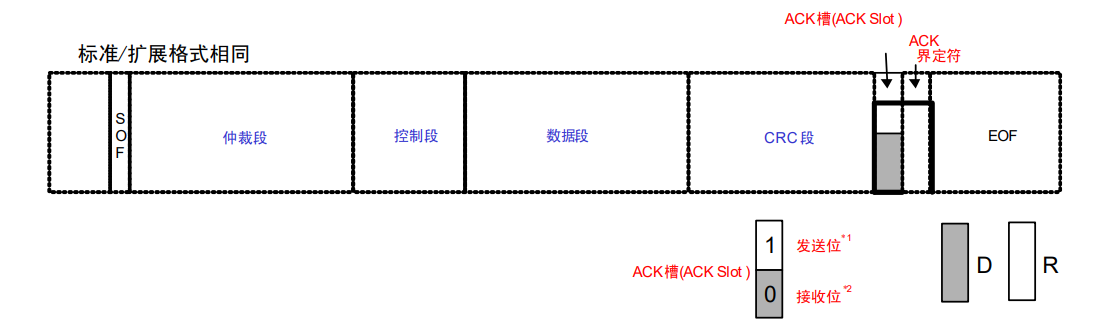 ACK槽(ACK Slot )
ACK
界定符
标准/扩展格式相同
SOF
仲裁段
控制段
数据段
CRC 段
EOF
ACK槽(ACK Slot )
1
发送位*1
0
接收位*2
D
R